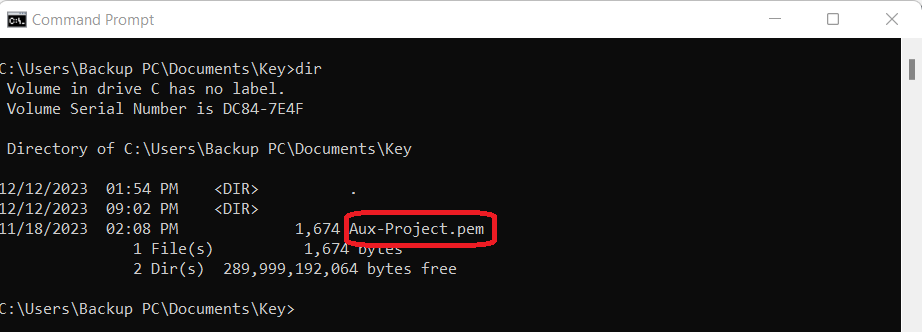 Command Prompt
C:\Users\Backup PC\Documents\Key>dir
Volume in drive C has no label.
Volume Serial Number is DC84-7E4F
Directory of C:\Users\Backup PC\Documents\Key
12/12/2023  01:54 PM    <DIR>          .
12/12/2023  09:02 PM    <DIR>
11/18/2023  02:08 PM             1,674 Aux-Project.pem
1 File(s)          1,674 bytes
2 Dir(s)  289,999,192,064 bytes free
C:\Users\Backup PC\Documents\Key>